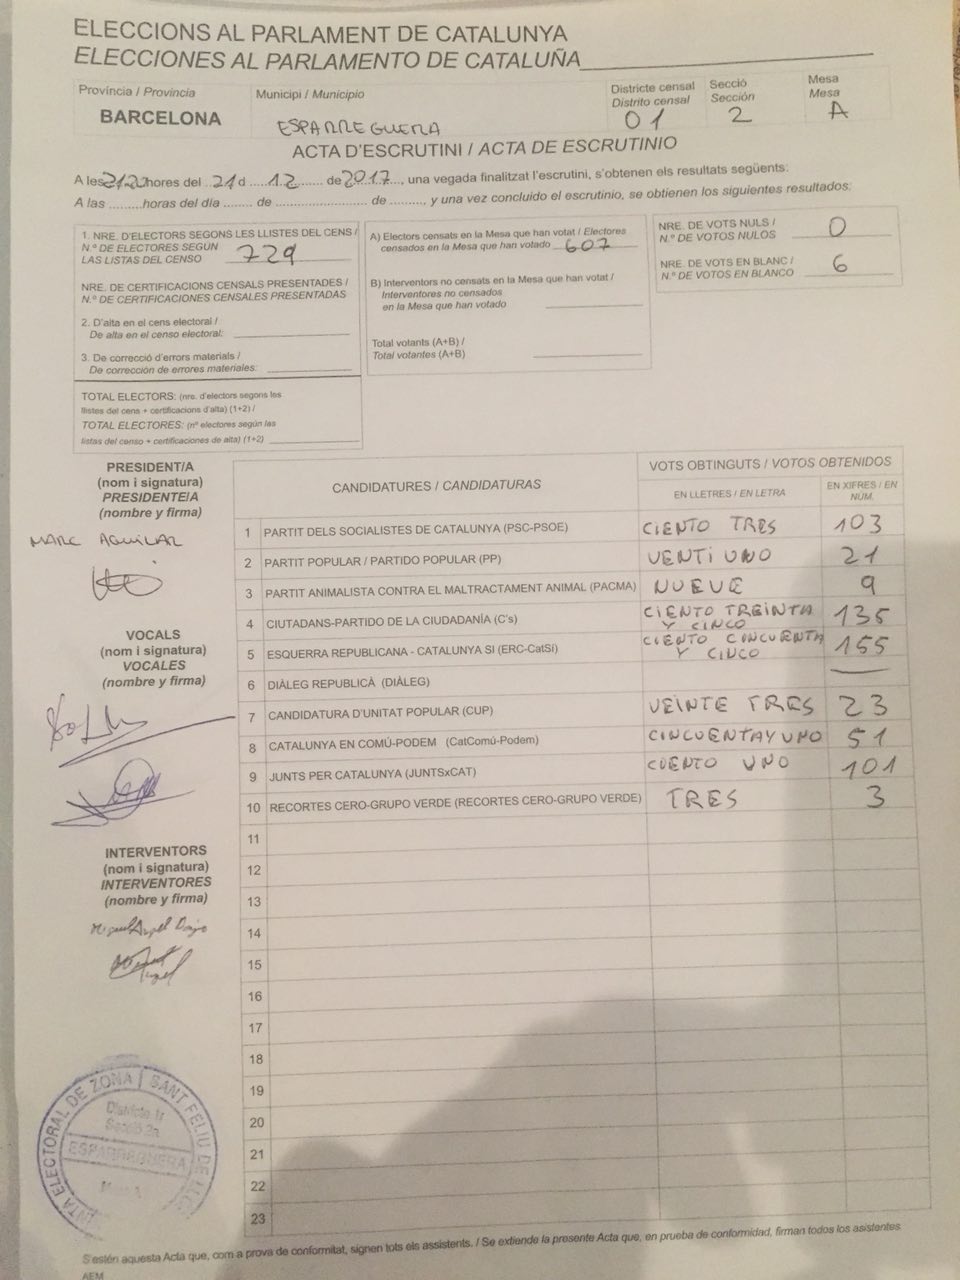 ELECCIONS AL PARLAMENT DE CATALUNYA
ELECCIONES AL PARLAMENTO DE CATALUÑA
Província / Provincia
BARCELONA
Municipi / Municipio
ESPARREGUERA
Districte censal
Distrito censal
01
Secció
Sección
2
Mesa
Mesa
A
ACTA D'ESCRUTINI / ACTA DE ESCRUTINIO
A les hores del 21 d 12 de 2017, una vegada finalitzat l'escrutini, s'obtenen els resultats següents:
A las .........horas del día ........ de ........................ de ........., y una vez concluido el escrutinio, se obtienen los siguientes resultados:
1. NRE. D'ELECTORS SEGONS LES LLISTES DEL CENS /
N.º DE ELECTORES SEGÚN
LAS LISTAS DEL CENSO 729
NRE. DE CERTIFICACIONS CENSALS PRESENTADES /
N.º DE CERTIFICACIONES CENSALES PRESENTADAS
2. D'alta en el cens electoral /
De alta en el censo electoral:
3. De correcció d'errors materials /
De corrección de errores materiales:
TOTAL ELECTORS: (nre. d'electors segons les
llistes del cens + certificacions d'alta) (1+2) /
TOTAL ELECTORES: (nº electores según las
listas del censo + certificaciones de alta) (1+2)
A) Electors censats en la Mesa que han votat / Electores
censados en la Mesa que han votado 607
B) Interventors no censats en la Mesa que han votat /
Interventores no censados
en la Mesa que han votado
Total votants (A+B) /
Total votantes (A+B)
NRE. DE VOTS NULS /
N.º DE VOTOS NULOS 0
NRE. DE VOTS EN BLANC /
N.º DE VOTOS EN BLANCO 6
PRESIDENT/A
(nom i signatura)
PRESIDENTE/A
(nombre y firma)
MARC AGUILAR
VOCALS
(nom i signatura)
VOCALES
(nombre y firma)
INTERVENTORS
(nom i signatura)
INTERVENTORES
(nombre y firma)
CANDIDATURES / CANDIDATURAS
VOTS OBTINGUTS / VOTOS OBTENIDOS
EN LLETRES / EN LETRA
EN XIFRES / EN
NÚM.
1 PARTIT DELS SOCIALISTES DE CATALUNYA (PSC-PSOE) CIENTO TRES 103
2 PARTIT POPULAR / PARTIDO POPULAR (PP) VENTI UNO 21
3 PARTIT ANIMALISTA CONTRA EL MALTRACTAMENT ANIMAL (PACMA) NUEVE 9
4 CIUTADANS-PARTIDO DE LA CIUDADANÍA (C's) CIENTO TREINTA Y CINCO 135
5 ESQUERRA REPUBLICANA - CATALUNYA SI (ERC-CatSí) CIENTO CINCUENTA Y CINCO 155
6 DIÀLEG REPUBLICÀ (DIÀLEG)
7 CANDIDATURA D'UNITAT POPULAR (CUP) VEINTE TRES 23
8 CATALUNYA EN COMÚ-PODEM (CatComú-Podem) CINCUENTAYUNO 51
9 JUNTS PER CATALUNYA (JUNTSxCAT) CUENTO UNO 101
10 RECORTES CERO-GRUPO VERDE (RECORTES CERO-GRUPO VERDE) TRES 3
11
12
13
14
15
16
17
18
19
20
21
22
23
JUNTA ELECTORAL DE ZONA / SANT FELIU DE
Districte 1r
Secció 2a
ESPARREGUERA
S'estén aquesta Acta que, com a prova de conformitat, signen tots els assistents. / Se extiende la presente Acta que, en prueba de conformidad, firman todos los asistentes.
AEM